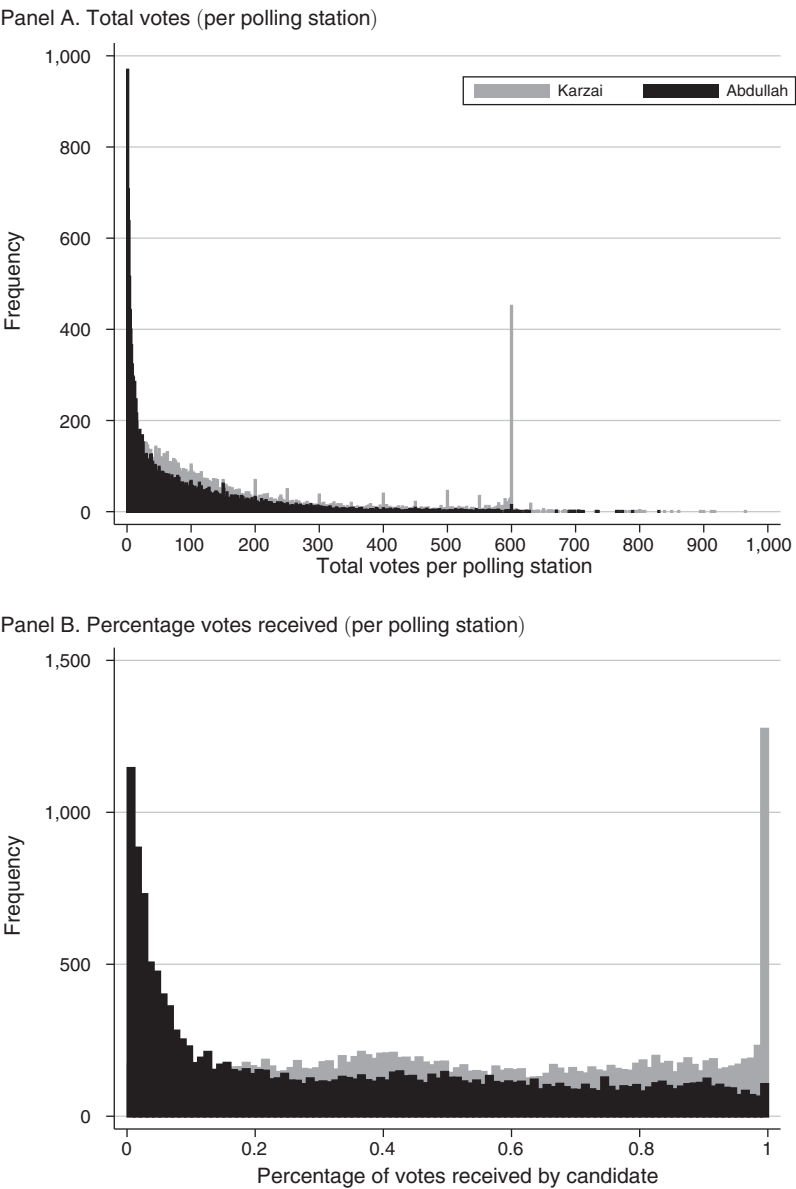 Panel A. Total votes (per polling station)
1,000
Karzai Abdullah
800
600
400
200
0
Frequency
0 100 200 300 400 500 600 700 800 900 1,000
Total votes per polling station
Panel B. Percentage votes received (per polling station)
1,500
1,000
500
0
Frequency
0 0.2 0.4 0.6 0.8 1
Percentage of votes received by candidate